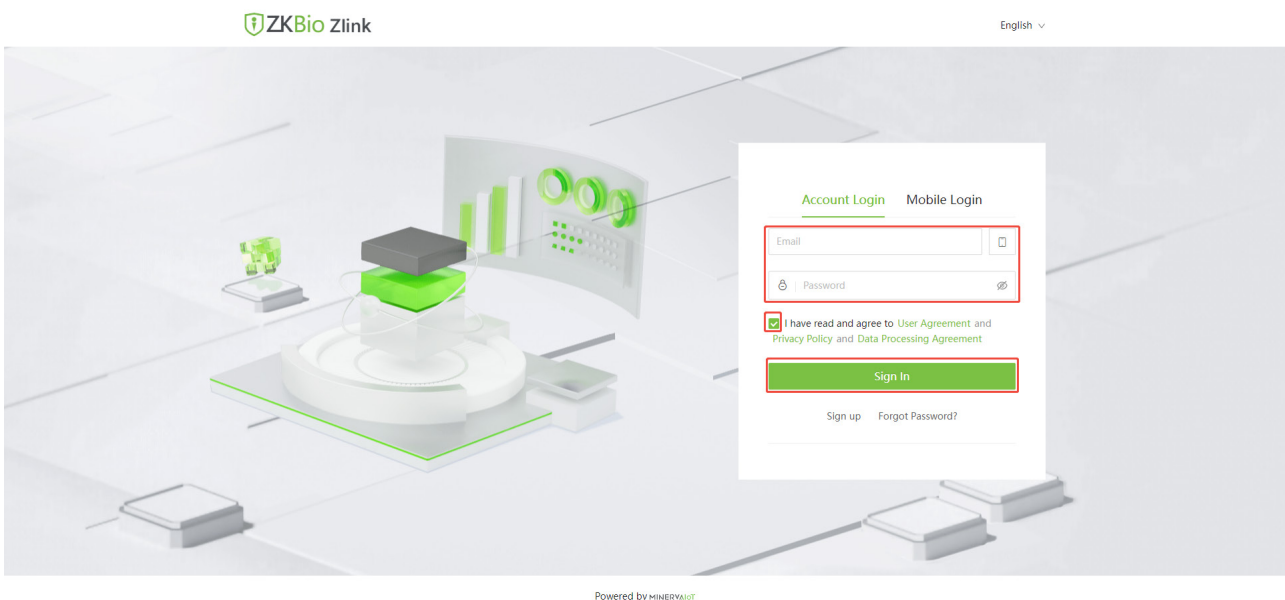 ZKBio Zlink
English
Account Login Mobile Login
Email
Password
I have read and agree to User Agreement and
Privacy Policy and Data Processing Agreement
Sign In
Sign up Forgot Password?
Powered by MINERVAIoT